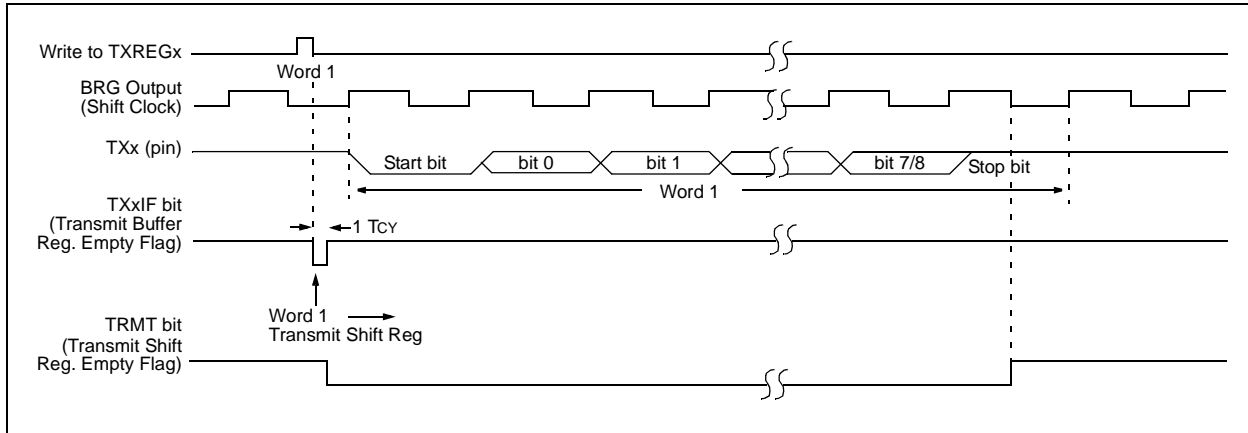 Write to TXREGx
Word 1
BRG Output
(Shift Clock)
TXx (pin)
Start bit
bit 0
bit 1
bit 7/8
Stop bit
Word 1
TXxIF bit
(Transmit Buffer
Reg. Empty Flag)
1 TCY
Word 1
Transmit Shift Reg
TRMT bit
(Transmit Shift
Reg. Empty Flag)